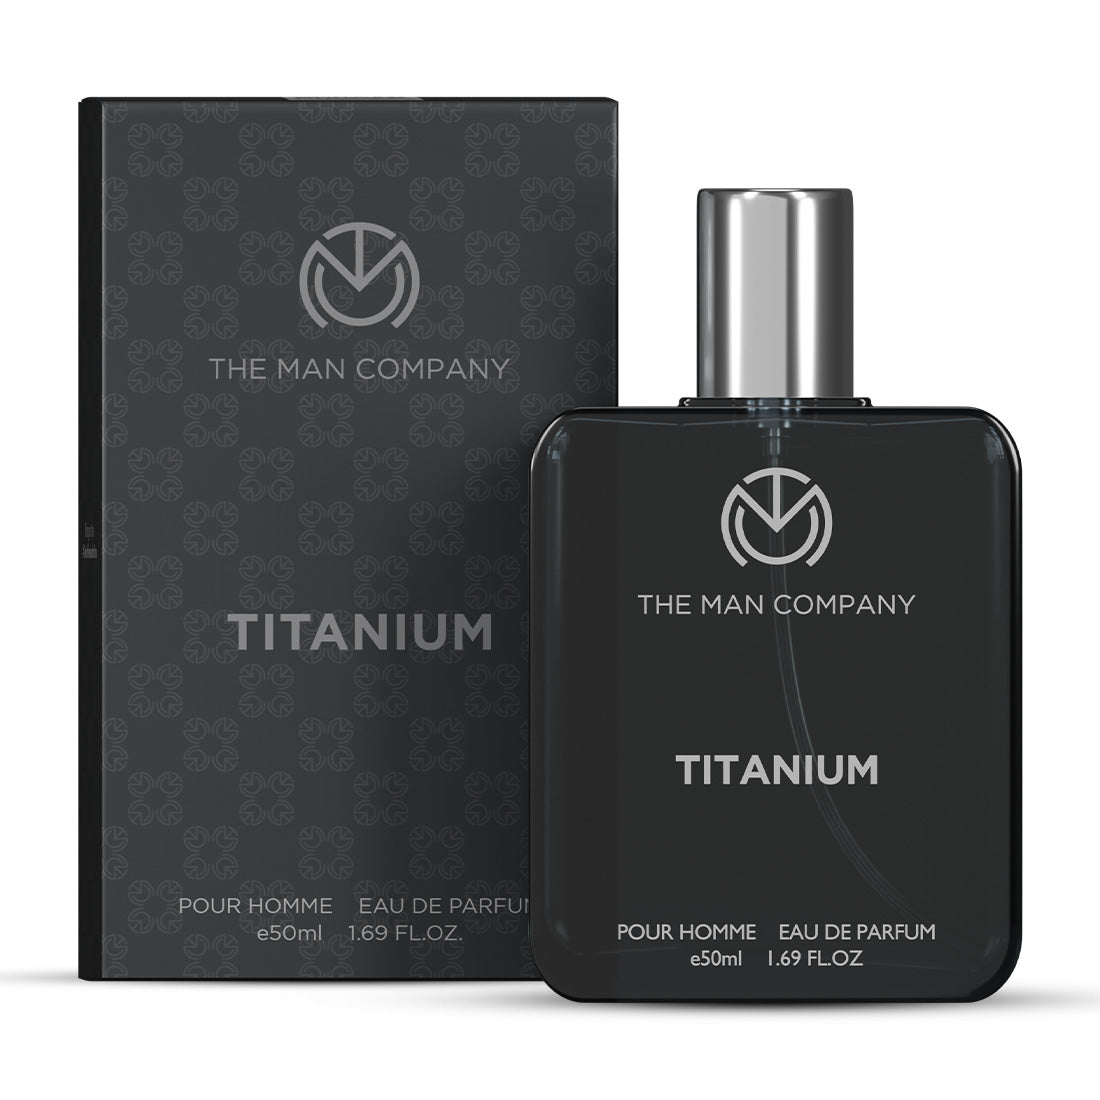 THE MAN COMPANY
TITANIUM
POUR HOMME EAU DE PARFUM
e50ml 1.69 FL.OZ.
THE MAN COMPANY
TITANIUM
POUR HOMME EAU DE PARFUM
e50ml 1.69 FL.OZ